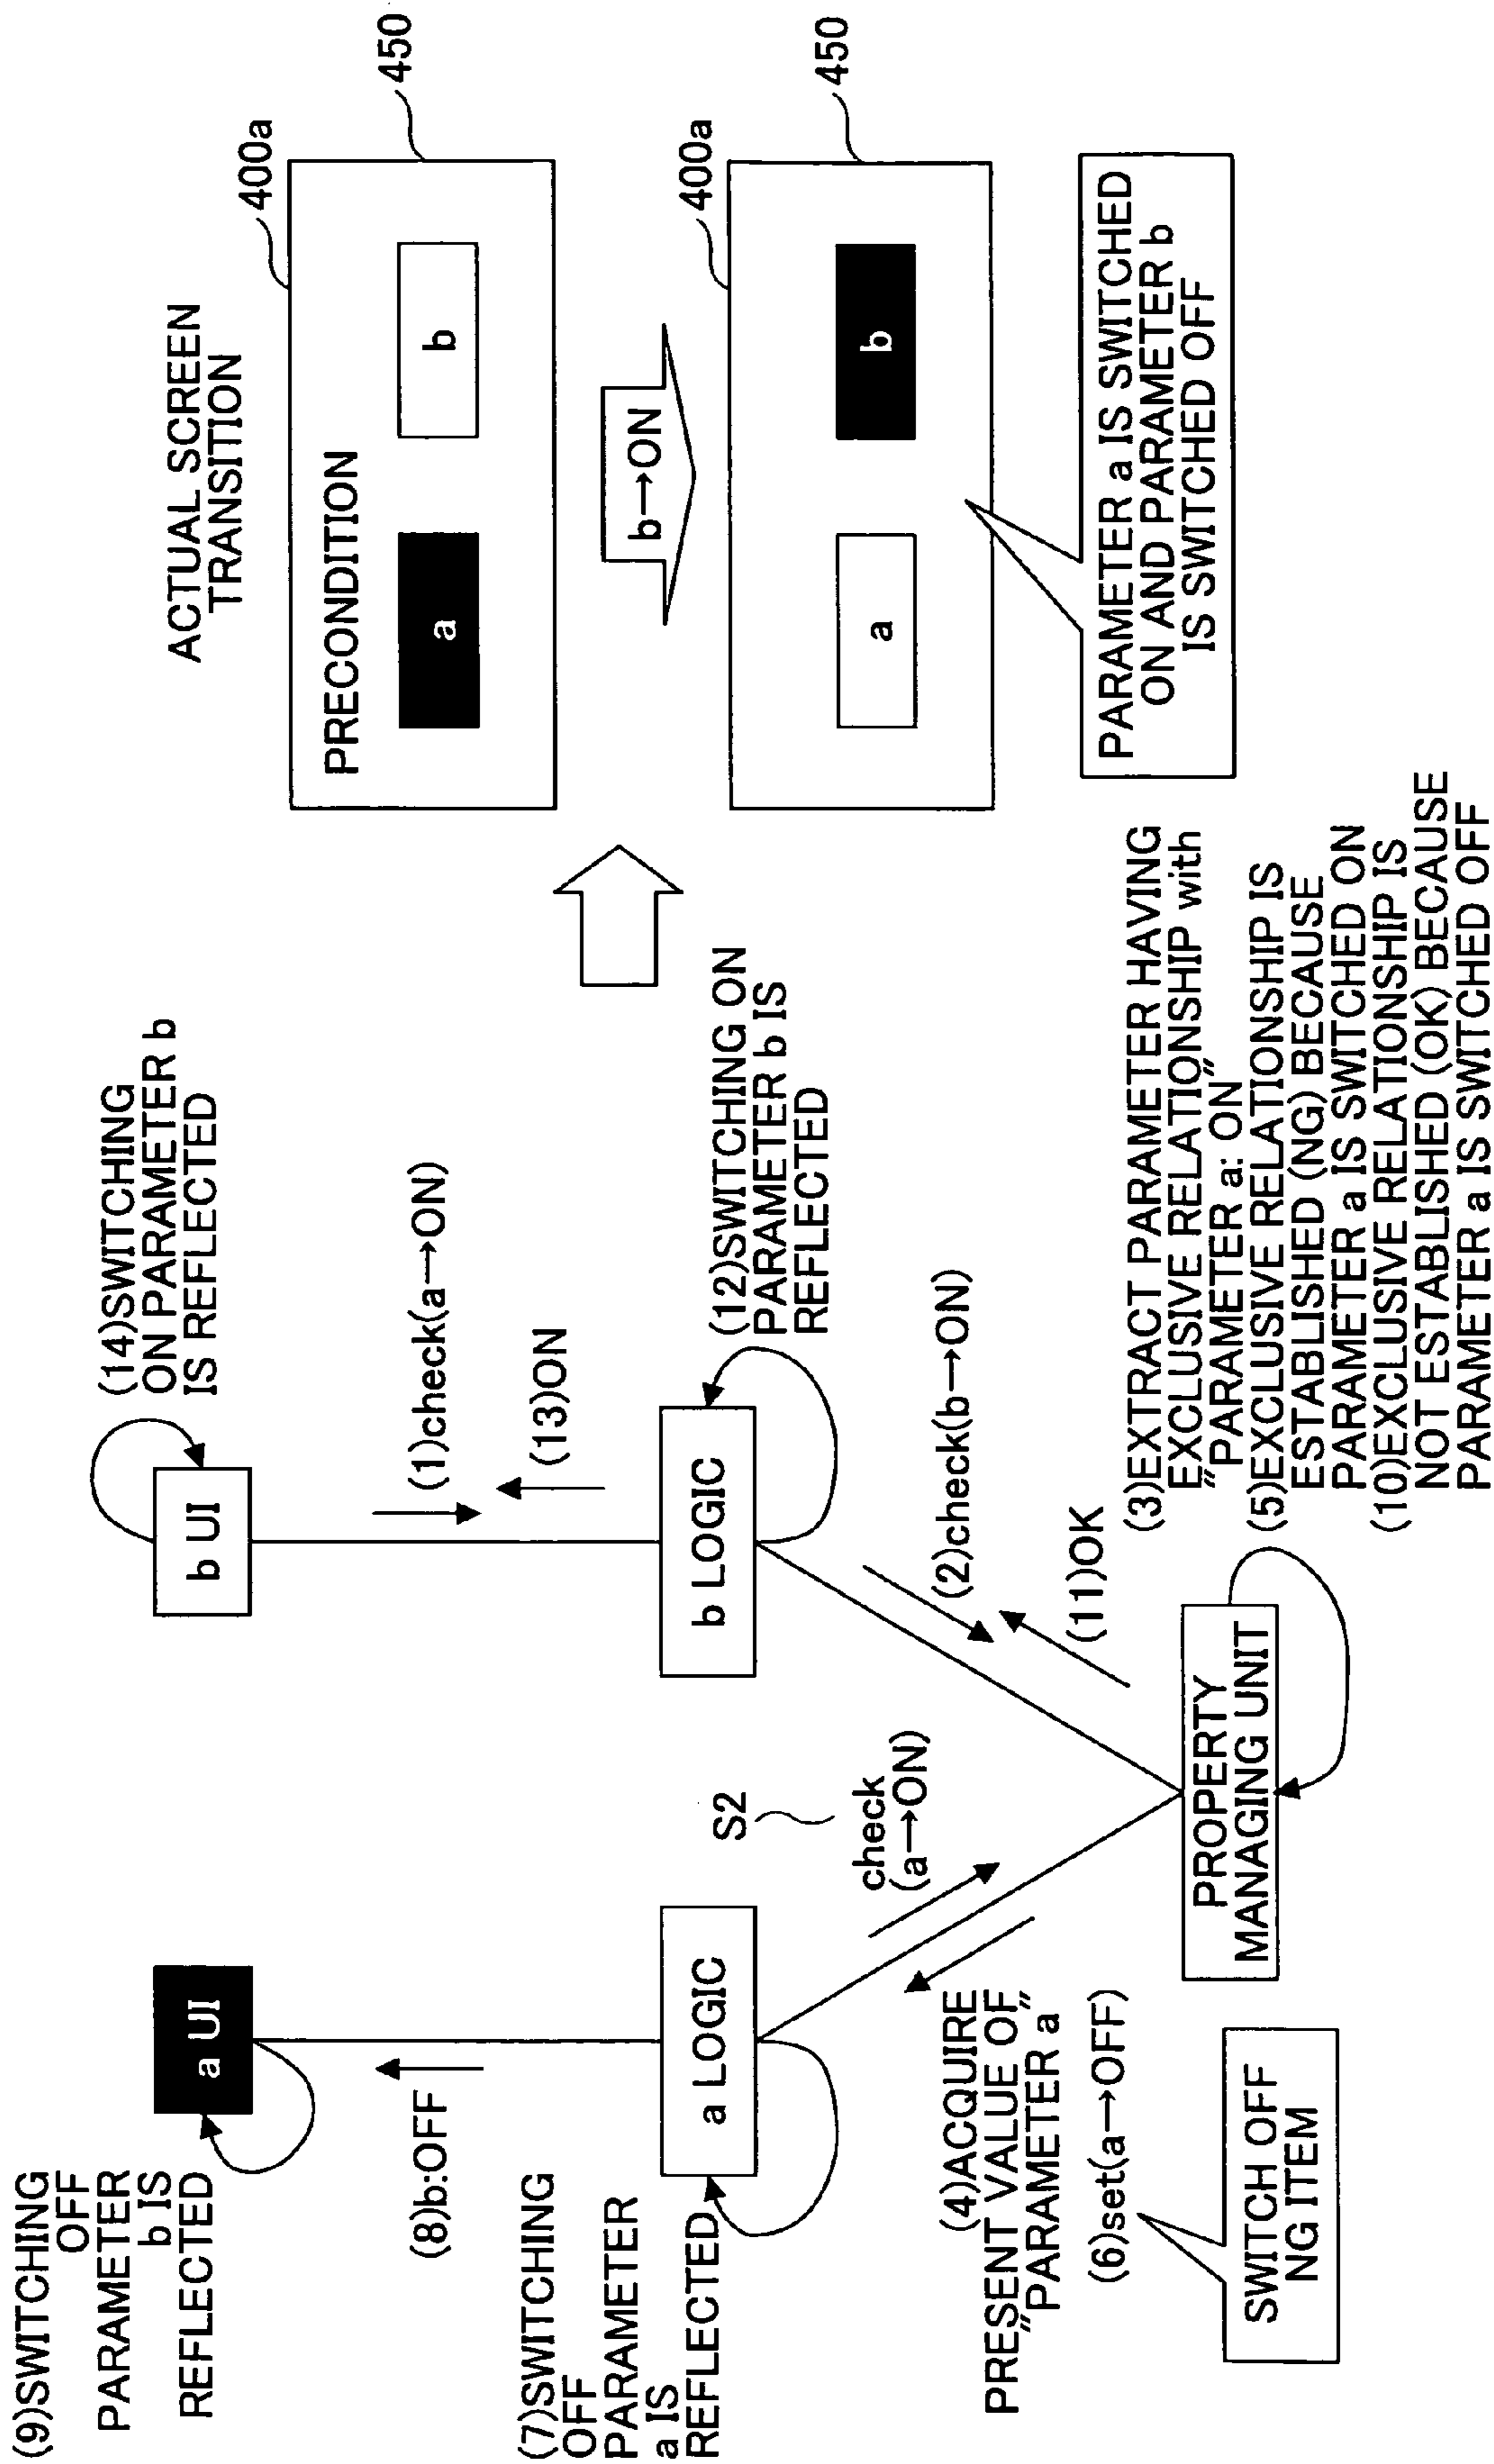 (9)SWITCHING
OFF
PARAMETER
b IS
REFLECTED
a UI
(8)b:OFF
(7)SWITCHING
OFF
PARAMETER
a IS
REFLECTED
a LOGIC
(4)ACQUIRE
PRESENT VALUE OF
"PARAMETER a"
(6)set(a→OFF)
SWITCH OFF
NG ITEM
S2
check
(a→ON)
PROPERTY
MANAGING UNIT
(14)SWITCHING
ON PARAMETER b
IS REFLECTED
b UI
(1)check(a→ON)
(13)ON
b LOGIC
(12)SWITCHING ON
PARAMETER b IS
REFLECTED
(2)check(b→ON)
(11)OK
(3)EXTRACT PARAMETER HAVING
EXCLUSIVE RELATIONSHIP with
"PARAMETER a: ON"
(5)EXCLUSIVE RELATIONSHIP IS
ESTABLISHED (NG) BECAUSE
PARAMETER a IS SWITCHED ON
(10)EXCLUSIVE RELATIONSHIP IS
NOT ESTABLISHED (OK) BECAUSE
PARAMETER a IS SWITCHED OFF
ACTUAL SCREEN
TRANSITION
400a
450
PRECONDITION
a
b
b→ON
400a
450
a
b
PARAMETER a IS SWITCHED
ON AND PARAMETER b
IS SWITCHED OFF